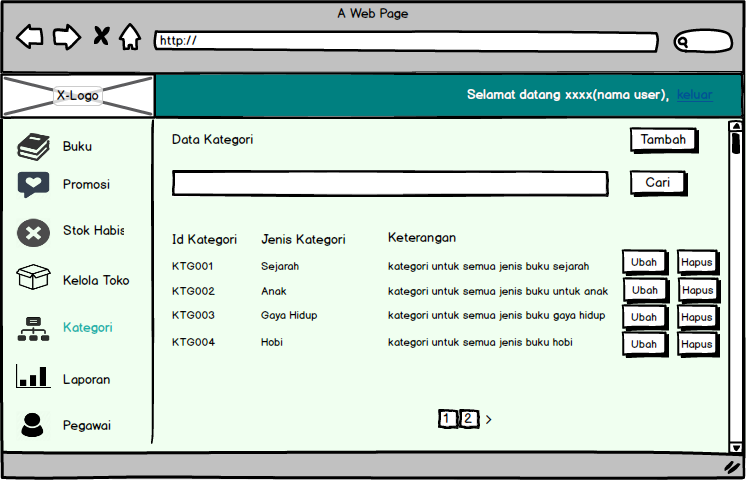 A Web Page
http://
X-Logo
Selamat datang xxxx(nama user), keluar
Buku
Promosi
Stok Habis
Kelola Toko
Kategori
Laporan
Pegawai
Data Kategori
Tambah
Cari
Id Kategori Jenis Kategori Keterangan
KTG001 Sejarah kategori untuk semua jenis buku sejarah Ubah Hapus
KTG002 Anak kategori untuk semua jenis buku untuk anak Ubah Hapus
KTG003 Gaya Hidup kategori untuk semua jenis buku gaya hidup Ubah Hapus
KTG004 Hobi kategori untuk semua jenis buku hobi Ubah Hapus
1 2 >